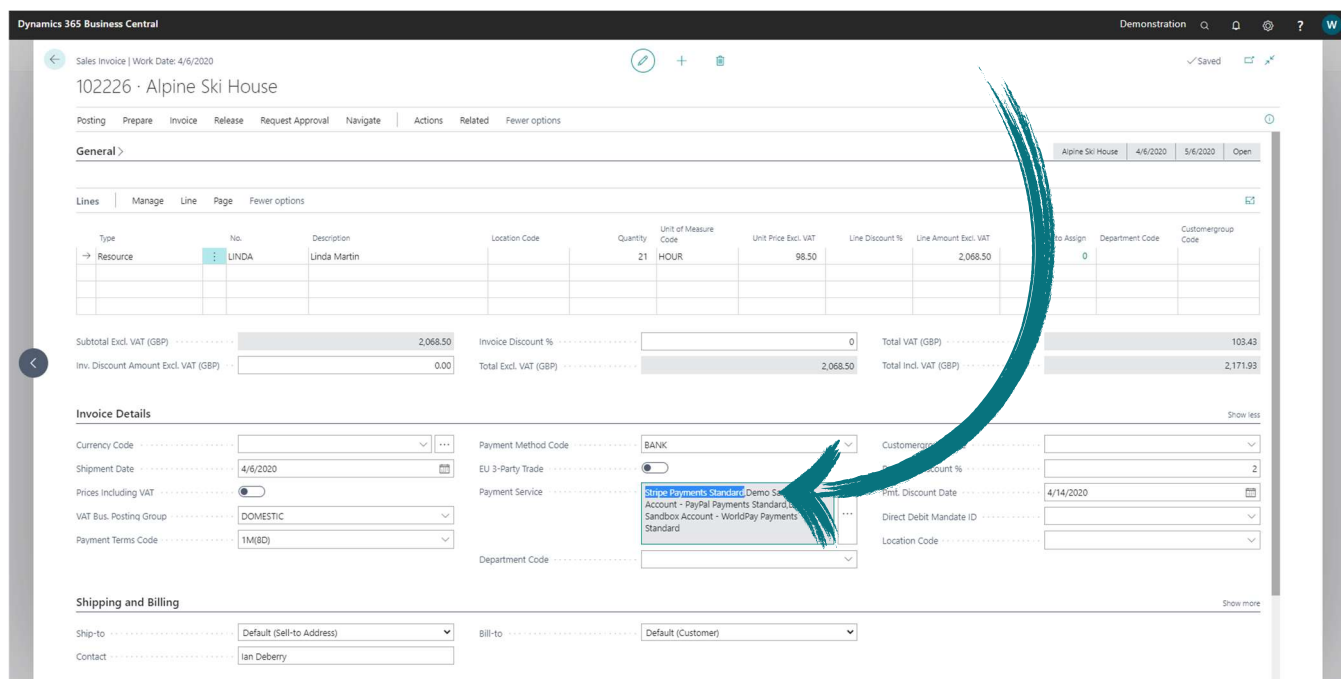 Dynamics 365 Business Central
Demonstration ? W
Sales Invoice | Work Date: 4/6/2020
Saved
102226 · Alpine Ski House
Posting Prepare Invoice Release Request Approval Navigate Actions Related Fewer options
General
Alpine Ski House 4/6/2020 5/6/2020 Open
Lines Manage Line Page Fewer options
Type No. Description Location Code Quantity Unit of Measure Code Unit Price Excl. VAT Line Discount % Line Amount Excl. VAT to Assign Department Code Customergroup Code
Resource LINDA Linda Martin 21 HOUR 98.50 2,068.50 0
Subtotal Excl. VAT (GBP) 2,068.50 Invoice Discount % 0 Total VAT (GBP) 103.43
Inv. Discount Amount Excl. VAT (GBP) 0.00 Total Excl. VAT (GBP) 2,068.50 Total Incl. VAT (GBP) 2,171.93
Invoice Details
Show less
Currency Code Payment Method Code BANK Customergro
Shipment Date 4/6/2020 EU 3-Party Trade count % 2
Prices Including VAT Payment Service Stripe Payments Standard,Demo Pmt. Discount Date 4/14/2020
Account - PayPal Payments Standard,
VAT Bus. Posting Group DOMESTIC Sandbox Account - WorldPay Payments Direct Debit Mandate ID
Standard
Payment Terms Code 1M(8D) Location Code
Department Code
Shipping and Billing
Show more
Ship-to Default (Sell-to Address) Bill-to Default (Customer)
Contact Ian Deberry